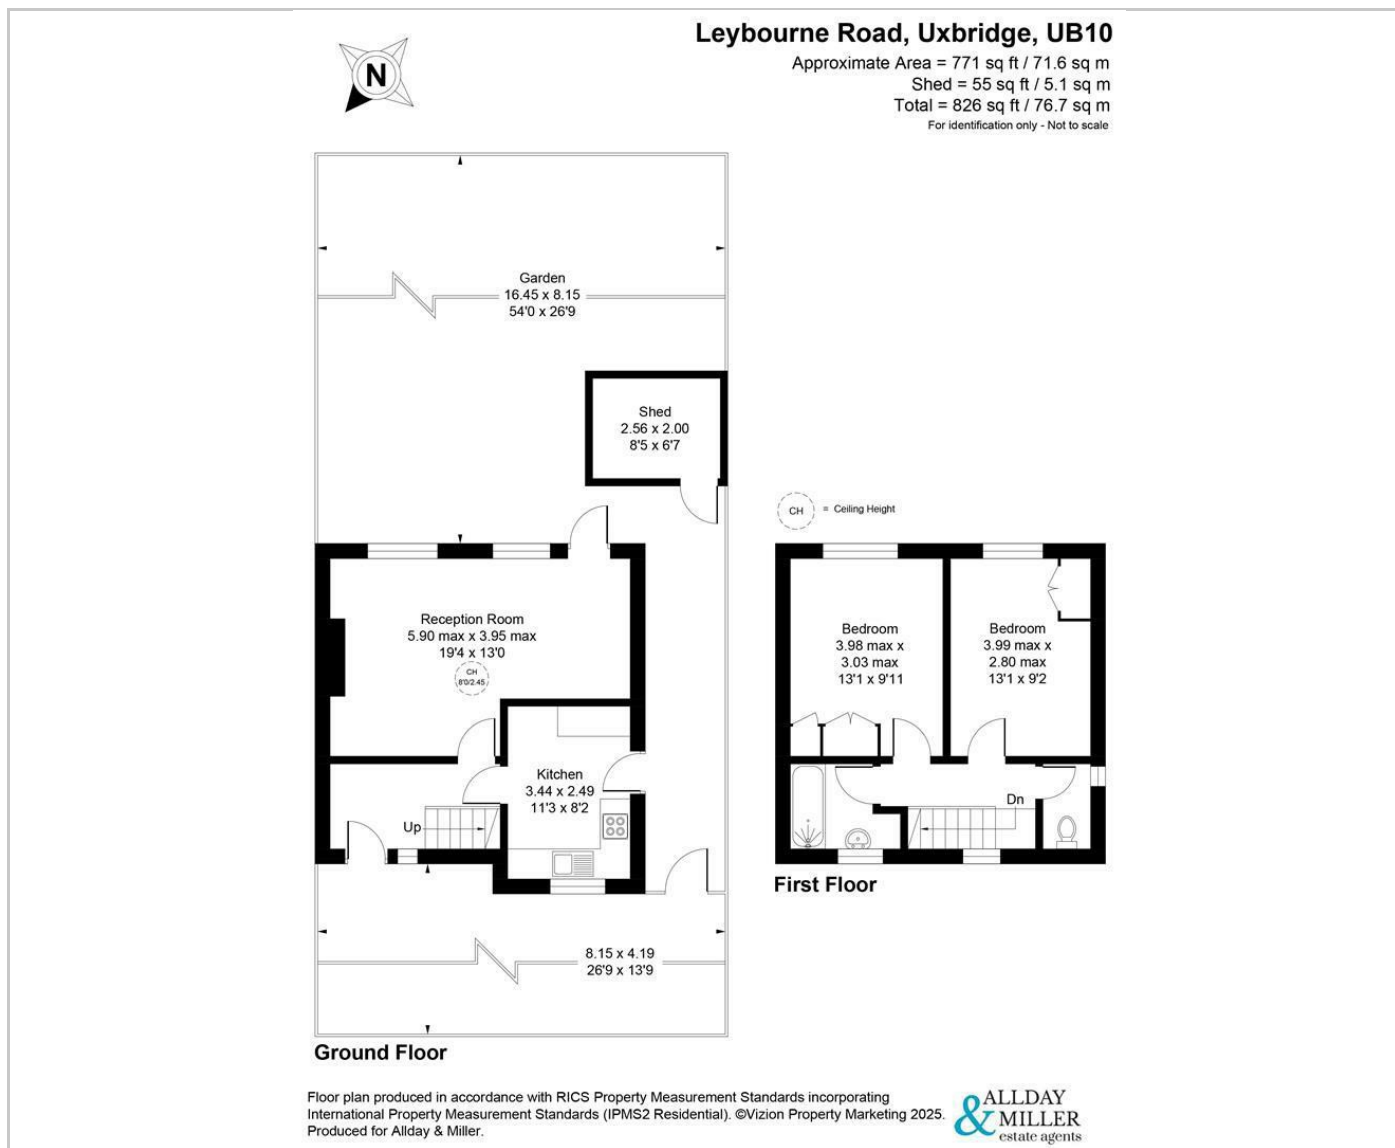 Leybourne Road, Uxbridge, UB10
Approximate Area = 771 sq ft / 71.6 sq m
Shed = 55 sq ft / 5.1 sq m
Total = 826 sq ft / 76.7 sq m
For identification only - Not to scale
N
Garden
16.45 x 8.15
54'0 x 26'9
Shed
2.56 x 2.00
8'5 x 6'7
CH = Ceiling Height
Reception Room
5.90 max x 3.95 max
19'4 x 13'0
CH
8'0/2.45
Kitchen
3.44 x 2.49
11'3 x 8'2
Up
8.15 x 4.19
26'9 x 13'9
Ground Floor
Bedroom
3.98 max x
3.03 max
13'1 x 9'11
Bedroom
3.99 max x
2.80 max
13'1 x 9'2
Dn
First Floor
Floor plan produced in accordance with RICS Property Measurement Standards incorporating
International Property Measurement Standards (IPMS2 Residential). ©Vizion Property Marketing 2025.
Produced for Allday & Miller.
ALLDAY
& MILLER
estate agents